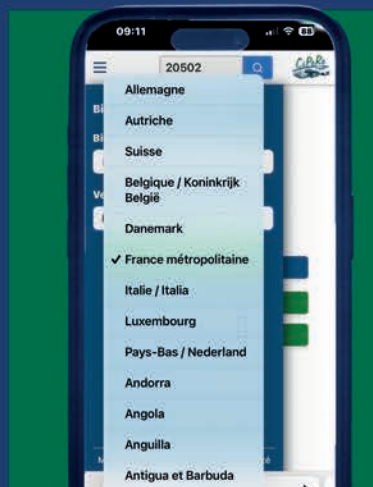 09:11
88
20502
Allemagne
Autriche
Suisse
Belgique / Koninkrijk
België
Danemark
✓ France métropolitaine
Italie / Italia
Luxembourg
Pays-Bas / Nederland
Andorra
Angola
Anguilla
Antigua et Barbuda